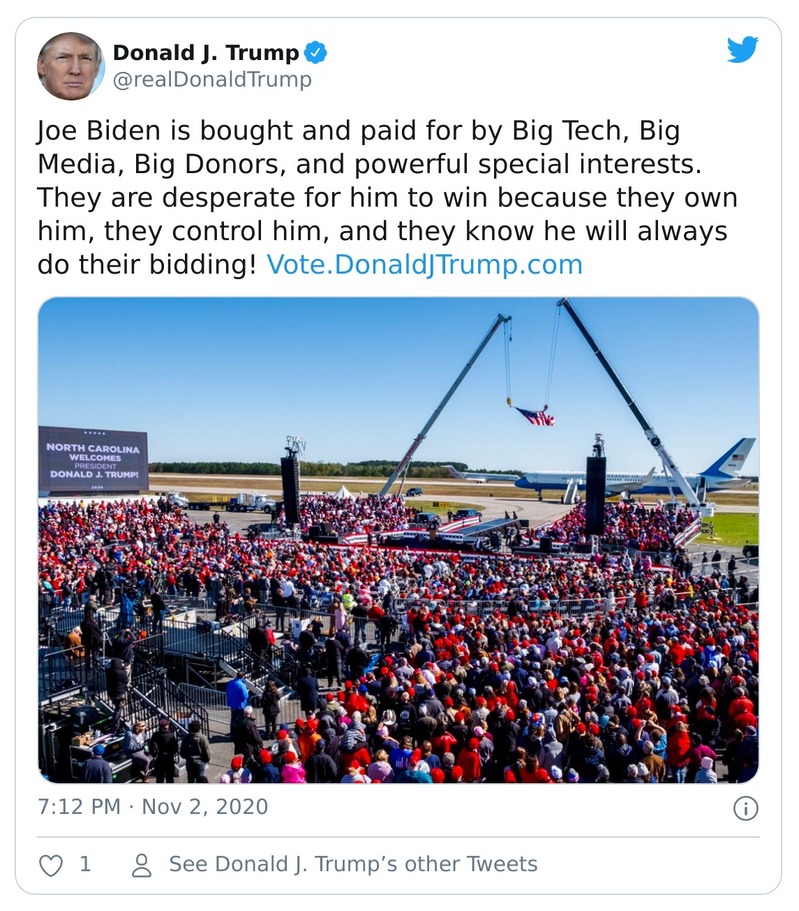 Donald J. Trump
@realDonaldTrump
Joe Biden is bought and paid for by Big Tech, Big
Media, Big Donors, and powerful special interests.
They are desperate for him to win because they own
him, they control him, and they know he will always
do their bidding! Vote.DonaldJTrump.com
NORTH CAROLINA
WELCOMES
PRESIDENT
DONALD J. TRUMP!
7:12 PM · Nov 2, 2020
1
See Donald J. Trump’s other Tweets